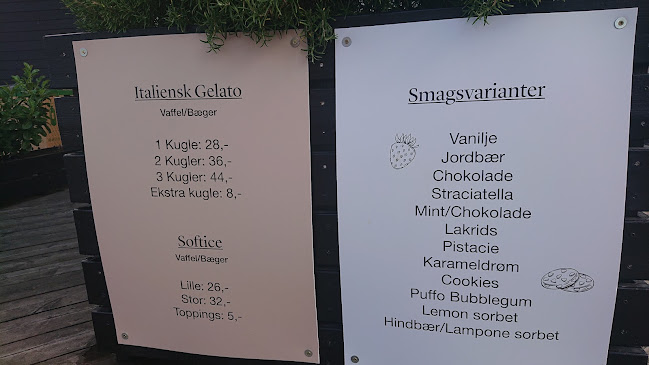 Italiensk Gelato
Vaffel/Bæger
1 Kugle: 28,-
2 Kugler: 36,-
3 Kugler: 44,-
Ekstra kugle: 8,-
Softice
Vaffel/Bæger
Lille: 26,-
Stor: 32,-
Toppings: 5,-
Smagsvarianter
Vanilje
Jordbær
Chokolade
Straciatella
Mint/Chokolade
Lakrids
Pistacie
Karameldrøm
Cookies
Puffo Bubblegum
Lemon sorbet
Hindbær/Lampone sorbet